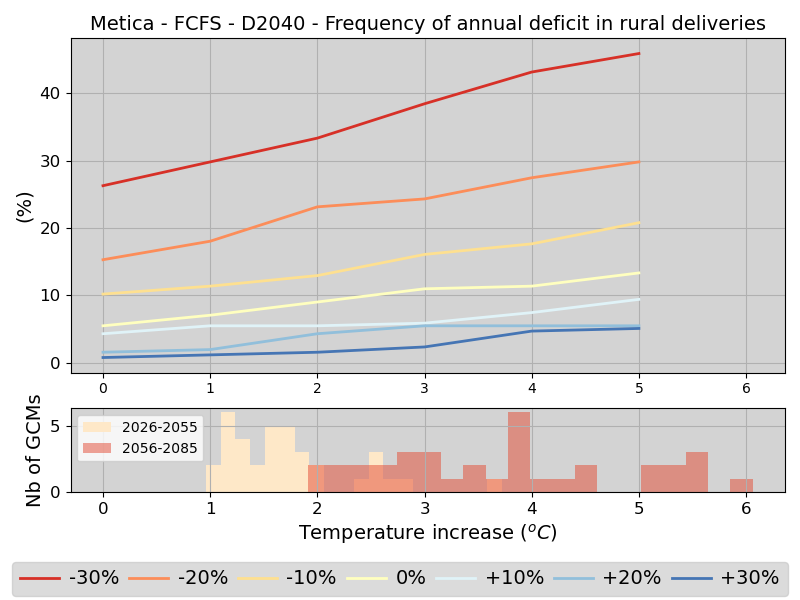 Metica - FCFS - D2040 - Frequency of annual deficit in rural deliveries
(%)
40
30
20
10
0
0 1 2 3 4 5 6
Nb of GCMs
5
0
2026-2055
2056-2085
0 1 2 3 4 5 6
Temperature increase (°C)
-30% -20% -10% 0% +10% +20% +30%